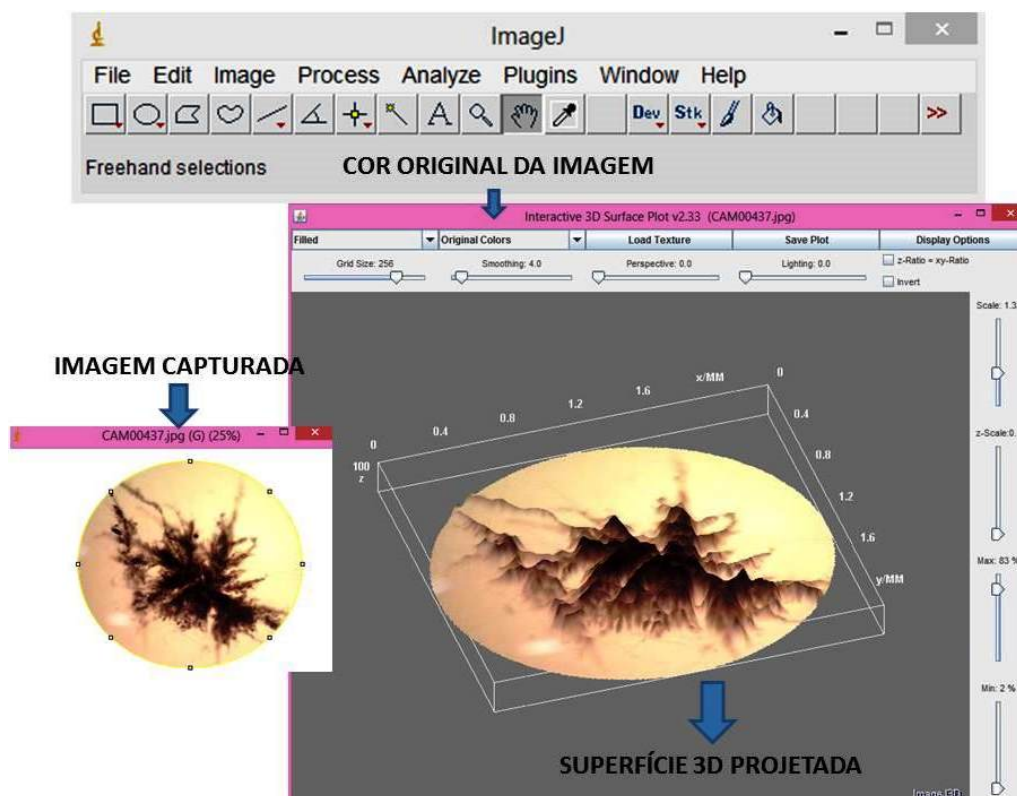 ImageJ
File Edit Image Process Analyze Plugins Window Help
A Dev Stk >>
Freehand selections
COR ORIGINAL DA IMAGEM
Interactive 3D Surface Plot v2.33 (CAM00437.jpg)
Filled Original Colors Load Texture Save Plot Display Options
Grid Size: 256 Smoothing: 4.0 Perspective: 0.0 Lighting: 0.0 z-Ratio = xy-Ratio
Invert
Scale: 1.3
IMAGEM CAPTURADA
CAM00437.jpg (G) (25%)
0 0.4 0.8 1.2 1.6 x/MM 0
0.4
0.8
1.2
1.6
y/MM
100
z
z-Scale:0.
Max: 83 %
Min: 2 %
SUPERFÍCIE 3D PROJETADA